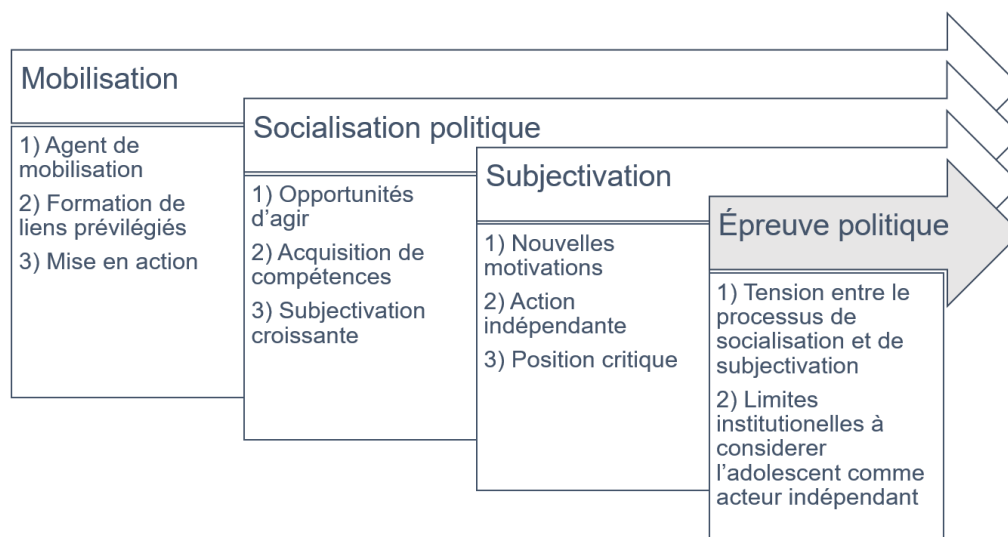 Mobilisation
1) Agent de
mobilisation
2) Formation de
liens prévilégiés
3) Mise en action
Socialisation politique
1) Opportunités
d’agir
2) Acquisition de
compétences
3) Subjectivation
croissante
Subjectivation
1) Nouvelles
motivations
2) Action
indépendante
3) Position critique
Épreuve politique
1) Tension entre le
processus de
socialisation et de
subjectivation
2) Limites
institutionelles à
considerer
l’adolescent comme
acteur indépendant